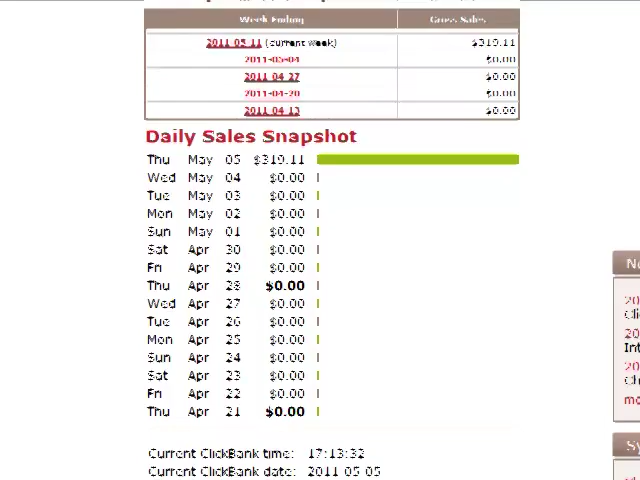 Week Ending Gross Sales
2011-05-11 (current week) $319.11
2011-05-04 $0.00
2011-04-27 $0.00
2011-04-20 $0.00
2011-04-13 $0.00
Daily Sales Snapshot
Thu May 05 $319.11
Wed May 04 $0.00
Tue May 03 $0.00
Mon May 02 $0.00
Sun May 01 $0.00
Sat Apr 30 $0.00
Fri Apr 29 $0.00
Thu Apr 28 $0.00
Wed Apr 27 $0.00
Tue Apr 26 $0.00
Mon Apr 25 $0.00
Sun Apr 24 $0.00
Sat Apr 23 $0.00
Fri Apr 22 $0.00
Thu Apr 21 $0.00
Current ClickBank time: 17:13:32
Current ClickBank date: 2011-05-05